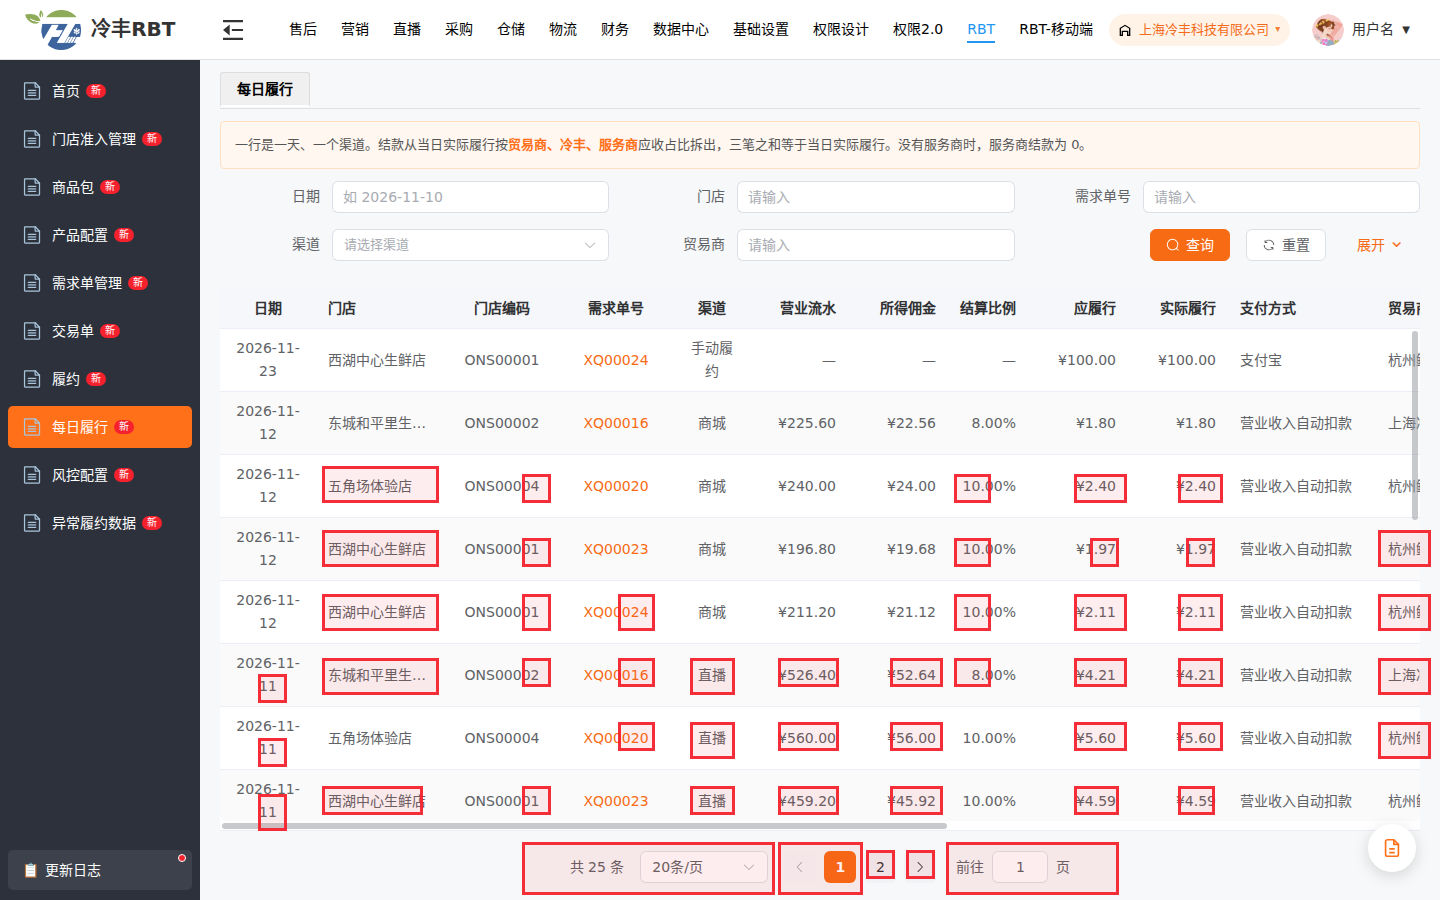 冷丰RBT
售后 营销 直播 采购 仓储 物流 财务 数据中心 基础设置 权限设计 权限2.0 RBT RBT-移动端 上海冷丰科技有限公司 用户名
首页 新
门店准入管理 新
商品包 新
产品配置 新
需求单管理 新
交易单 新
履约 新
每日履行 新
风控配置 新
异常履约数据 新
更新日志
每日履行
一行是一天、一个渠道。结款从当日实际履行按贸易商、冷丰、服务商应收占比拆出，三笔之和等于当日实际履行。没有服务商时，服务商结款为 0。
日期 如 2026-11-10 门店 请输入 需求单号 请输入
渠道 请选择渠道 贸易商 请输入 查询 重置 展开
日期 门店 门店编码 需求单号 渠道 营业流水 所得佣金 结算比例 应履行 实际履行 支付方式 贸易
2026-11-23 西湖中心生鲜店 ONS00001 XQ00024 手动履约 — — — ¥100.00 ¥100.00 支付宝 杭州
2026-11-12 东城和平里生… ONS00002 XQ00016 商城 ¥225.60 ¥22.56 8.00% ¥1.80 ¥1.80 营业收入自动扣款 上海
2026-11-12 五角场体验店 ONS00004 XQ00020 商城 ¥240.00 ¥24.00 10.00% ¥2.40 ¥2.40 营业收入自动扣款 杭州
2026-11-12 西湖中心生鲜店 ONS00001 XQ00023 商城 ¥196.80 ¥19.68 10.00% ¥1.97 ¥1.97 营业收入自动扣款 杭州
2026-11-12 西湖中心生鲜店 ONS00001 XQ00024 商城 ¥211.20 ¥21.12 10.00% ¥2.11 ¥2.11 营业收入自动扣款 杭州
2026-11-11 东城和平里生… ONS00002 XQ00016 直播 ¥526.40 ¥52.64 8.00% ¥4.21 ¥4.21 营业收入自动扣款 上海
2026-11-11 五角场体验店 ONS00004 XQ00020 直播 ¥560.00 ¥56.00 10.00% ¥5.60 ¥5.60 营业收入自动扣款 杭州
2026-11-11 西湖中心生鲜店 ONS00001 XQ00023 直播 ¥459.20 ¥45.92 10.00% ¥4.59 ¥4.59 营业收入自动扣款 杭州
共 25 条 20条/页 1 2 前往 1 页